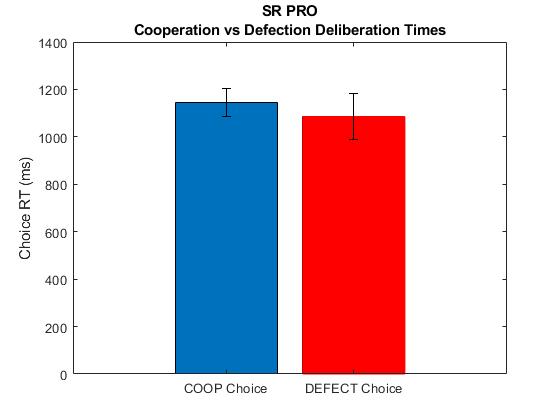 SR PRO
Cooperation vs Defection Deliberation Times
Choice RT (ms)
1400
1200
1000
800
600
400
200
0
COOP Choice
DEFECT Choice